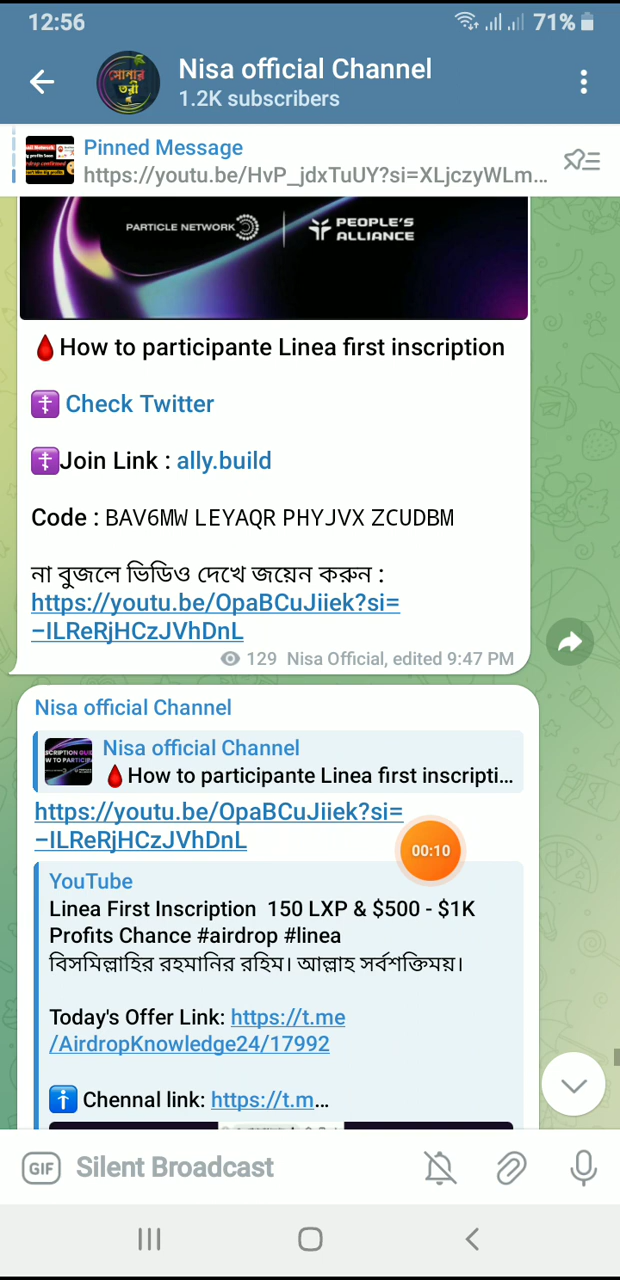 12:56
71%
সোনার
তরী
Nisa official Channel
1.2K subscribers
Pinned Message
https://youtu.be/HvP_jdxTuUY?si=XLjczyWLm...
PARTICLE NETWORK
PEOPLE'S
ALLIANCE
🩸How to participante Linea first inscription
☦️ Check Twitter
☦️Join Link : ally.build
Code : BAV6MW LEYAQR PHYJVX ZCUDBM
না বুজলে ভিডিও দেখে জয়েন করুন :
https://youtu.be/OpaBCuJiiek?si=
–ILReRjHCzJVhDnL
129 Nisa Official, edited 9:47 PM
Nisa official Channel
Nisa official Channel
🩸How to participante Linea first inscripti...
https://youtu.be/OpaBCuJiiek?si=
–ILReRjHCzJVhDnL
00:10
YouTube
Linea First Inscription 150 LXP & $500 - $1K
Profits Chance #airdrop #linea
বিসমিল্লাহির রহমানির রহিম। আল্লাহ সর্বশক্তিময়।
Today's Offer Link: https://t.me
/AirdropKnowledge24/17992
Chennal link: https://t.m...
GIF Silent Broadcast